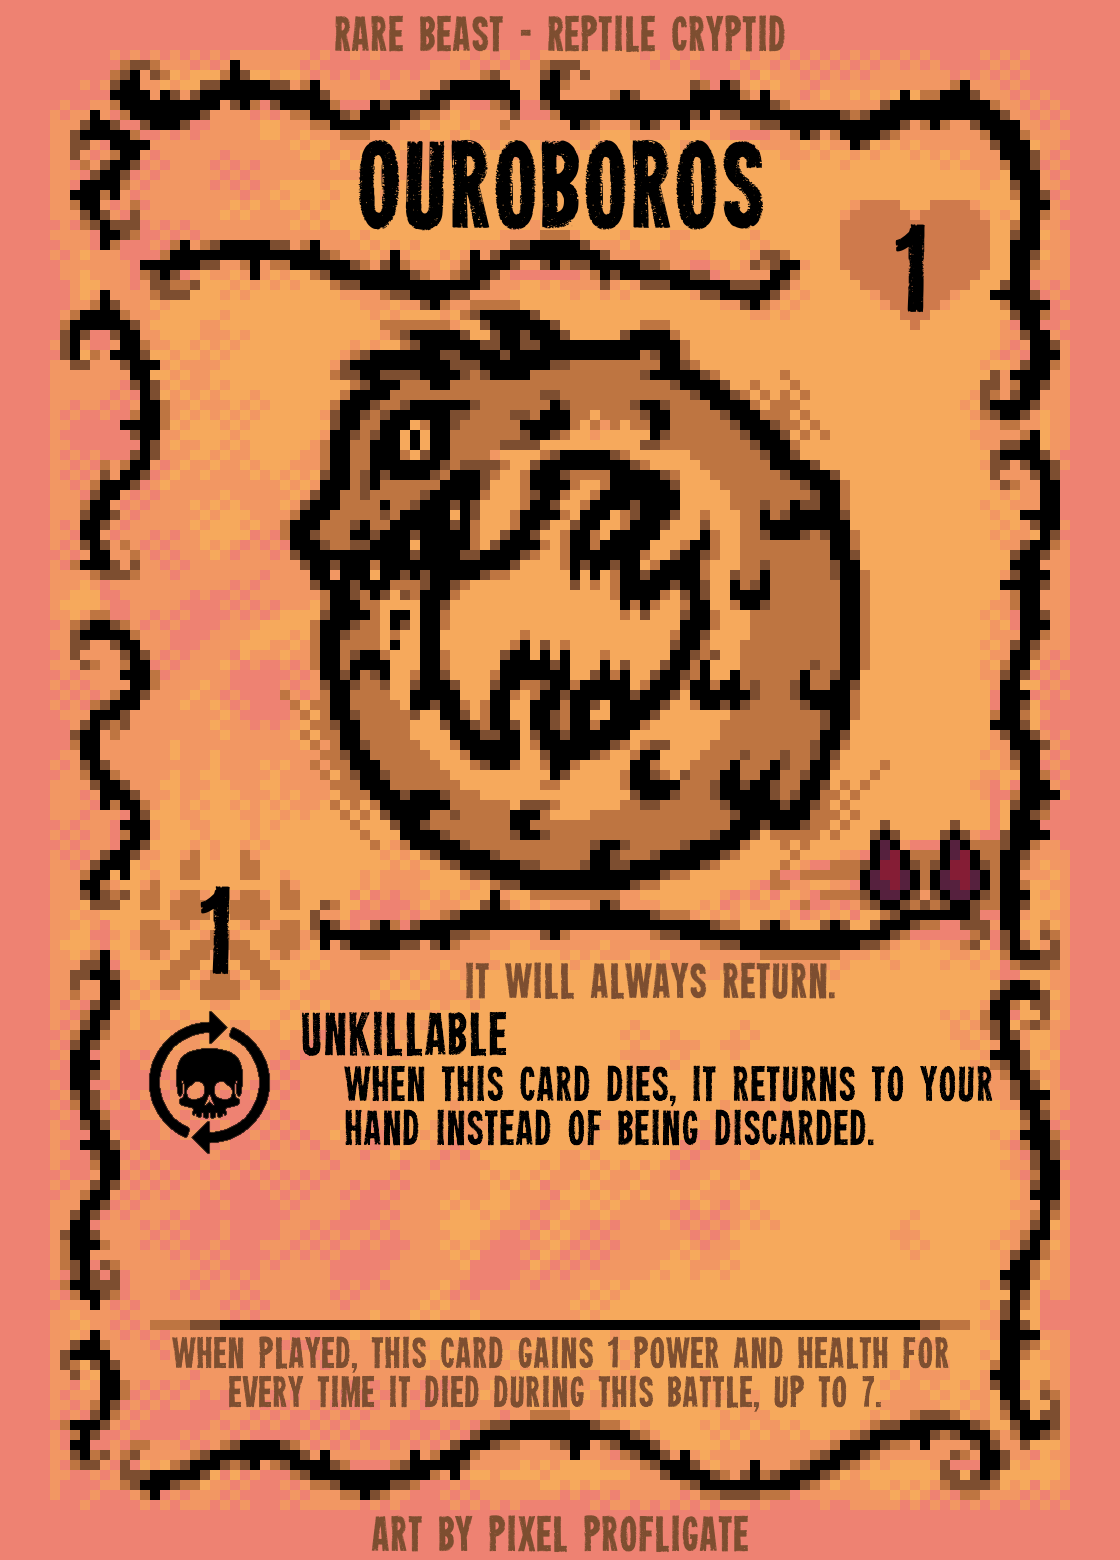 RARE BEAST - REPTILE CRYPTID
OUROBOROS
1
1
IT WILL ALWAYS RETURN.
UNKILLABLE
WHEN THIS CARD DIES, IT RETURNS TO YOUR
HAND INSTEAD OF BEING DISCARDED.
WHEN PLAYED, THIS CARD GAINS 1 POWER AND HEALTH FOR
EVERY TIME IT DIED DURING THIS BATTLE, UP TO 7.
ART BY PIXEL PROFLIGATE